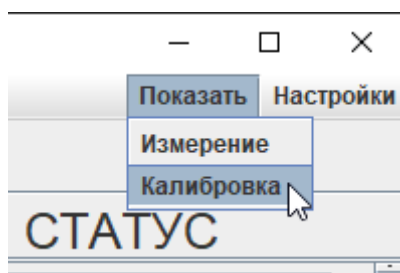 Показать Настройки
Измерение
Калибровка
СТАТУС